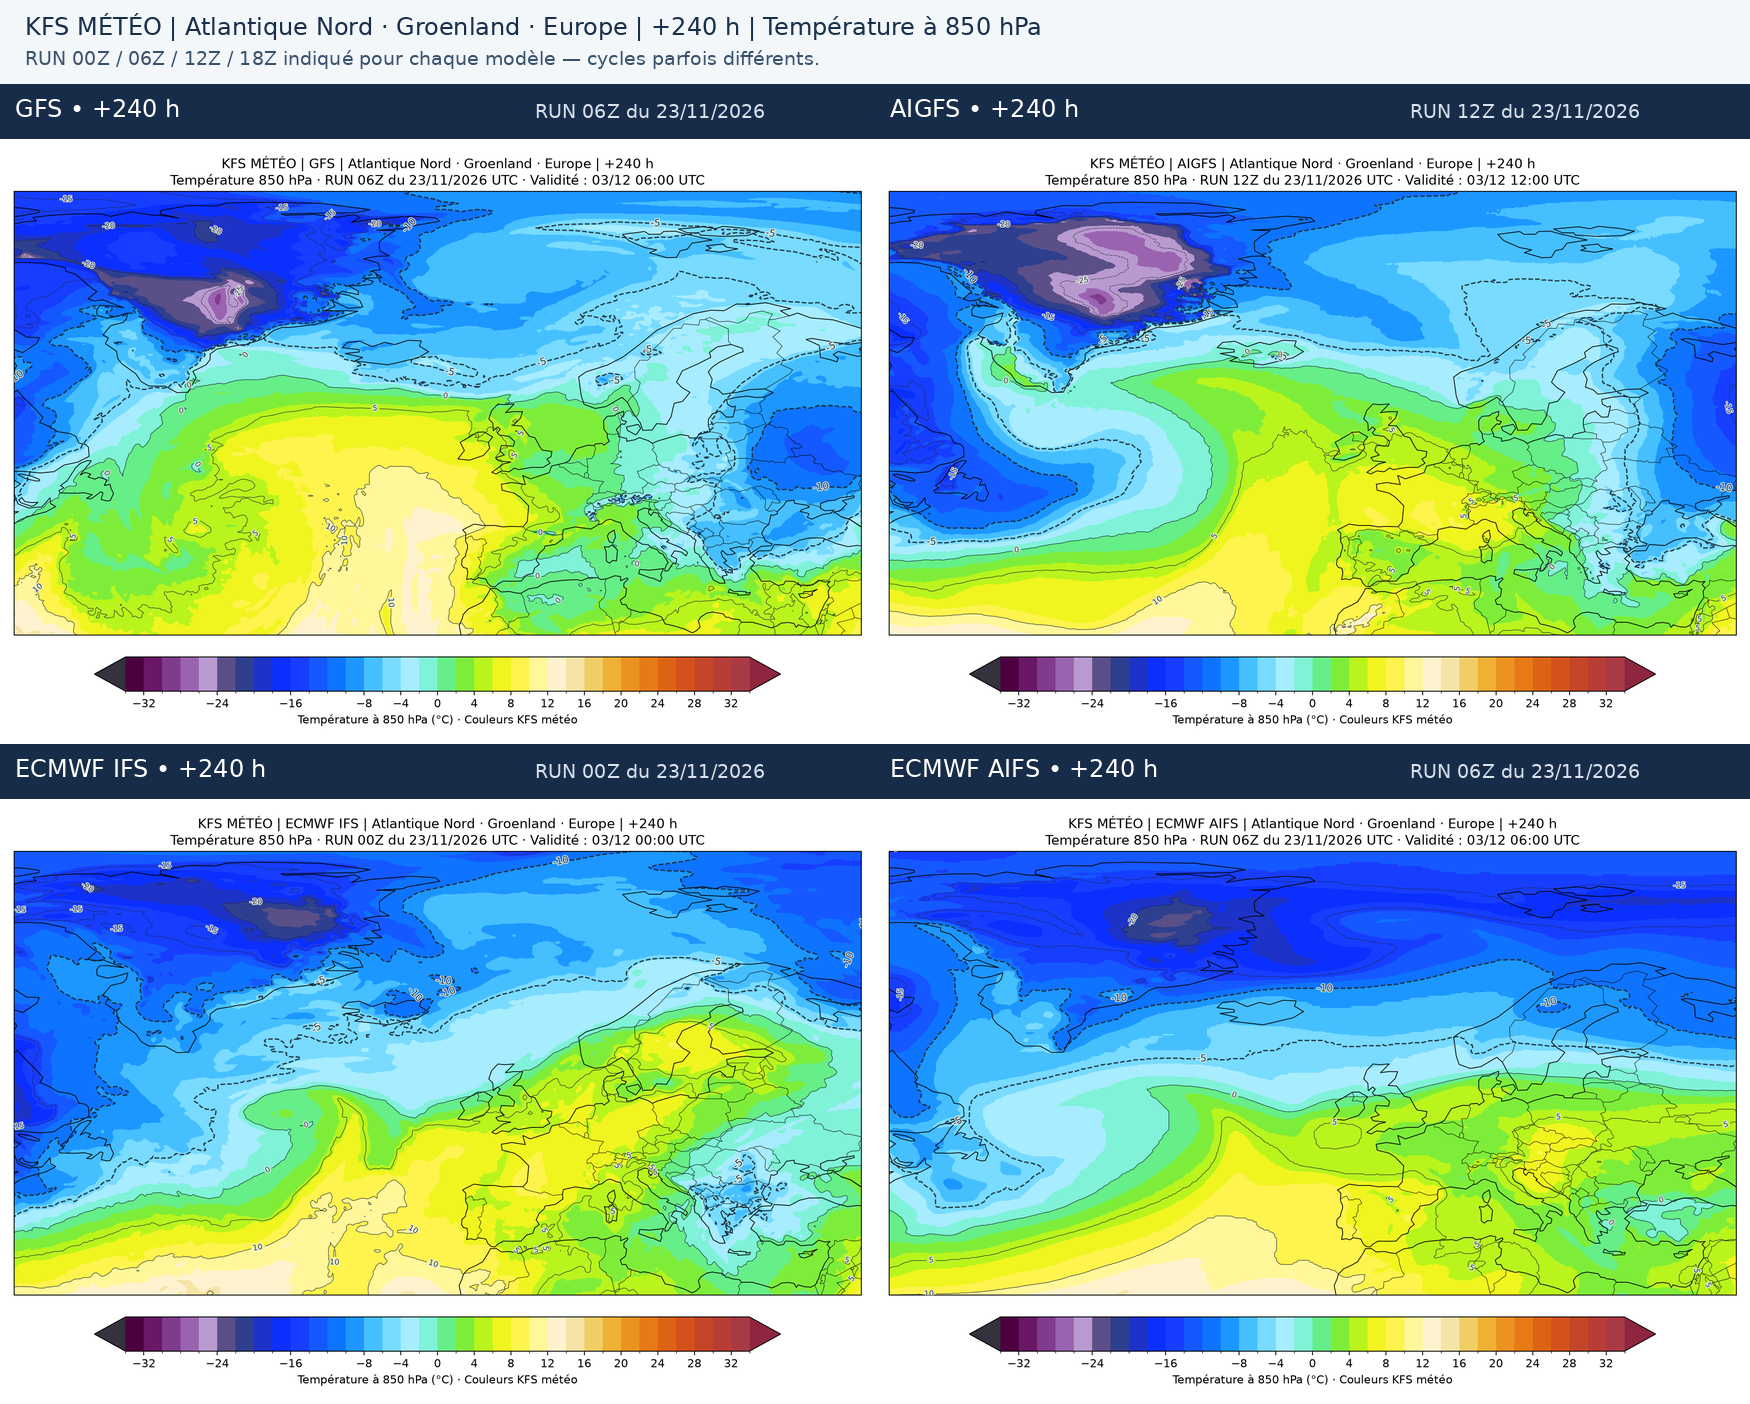 KFS MÉTÉO | Atlantique Nord · Groenland · Europe | +240 h | Température à 850 hPa
RUN 00Z / 06Z / 12Z / 18Z indiqué pour chaque modèle — cycles parfois différents.
GFS • +240 h
RUN 06Z du 23/11/2026
KFS MÉTÉO | GFS | Atlantique Nord · Groenland · Europe | +240 h
Température 850 hPa · RUN 06Z du 23/11/2026 UTC · Validité : 03/12 06:00 UTC
−32 −24 −16 −8 −4 0 4 8 12 16 20 24 28 32
Température à 850 hPa (°C) · Couleurs KFS météo
AIGFS • +240 h
RUN 12Z du 23/11/2026
KFS MÉTÉO | AIGFS | Atlantique Nord · Groenland · Europe | +240 h
Température 850 hPa · RUN 12Z du 23/11/2026 UTC · Validité : 03/12 12:00 UTC
−32 −24 −16 −8 −4 0 4 8 12 16 20 24 28 32
Température à 850 hPa (°C) · Couleurs KFS météo
ECMWF IFS • +240 h
RUN 00Z du 23/11/2026
KFS MÉTÉO | ECMWF IFS | Atlantique Nord · Groenland · Europe | +240 h
Température 850 hPa · RUN 00Z du 23/11/2026 UTC · Validité : 03/12 00:00 UTC
−32 −24 −16 −8 −4 0 4 8 12 16 20 24 28 32
Température à 850 hPa (°C) · Couleurs KFS météo
ECMWF AIFS • +240 h
RUN 06Z du 23/11/2026
KFS MÉTÉO | ECMWF AIFS | Atlantique Nord · Groenland · Europe | +240 h
Température 850 hPa · RUN 06Z du 23/11/2026 UTC · Validité : 03/12 06:00 UTC
−32 −24 −16 −8 −4 0 4 8 12 16 20 24 28 32
Température à 850 hPa (°C) · Couleurs KFS météo